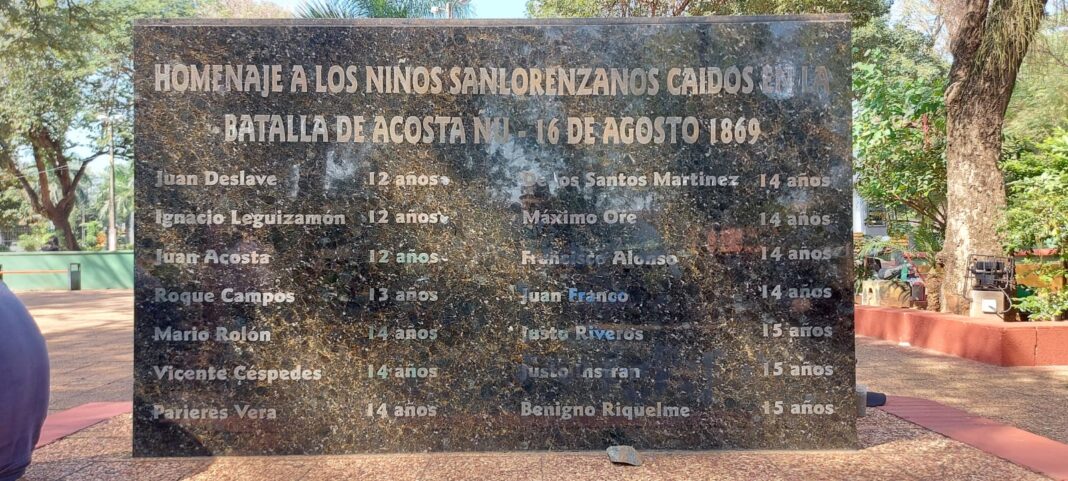 HOMENAJE A LOS NIÑOS SANLORENZANOS CAIDOS EN LA
BATALLA DE ACOSTA ÑU - 16 DE AGOSTO 1869
Juan Deslave 12 años
Ignacio Leguizamón 12 años
Juan Acosta 12 años
Roque Campos 13 años
Mario Rolón 14 años
Vicente Céspedes 14 años
Parieres Vera 14 años
De los Santos Martinez 14 años
Máximo Ore 14 años
Francisco Alonso 14 años
Juan Franco 14 años
Justo Riveros 15 años
Justo 15 años
Benigno Riquelme 15 años